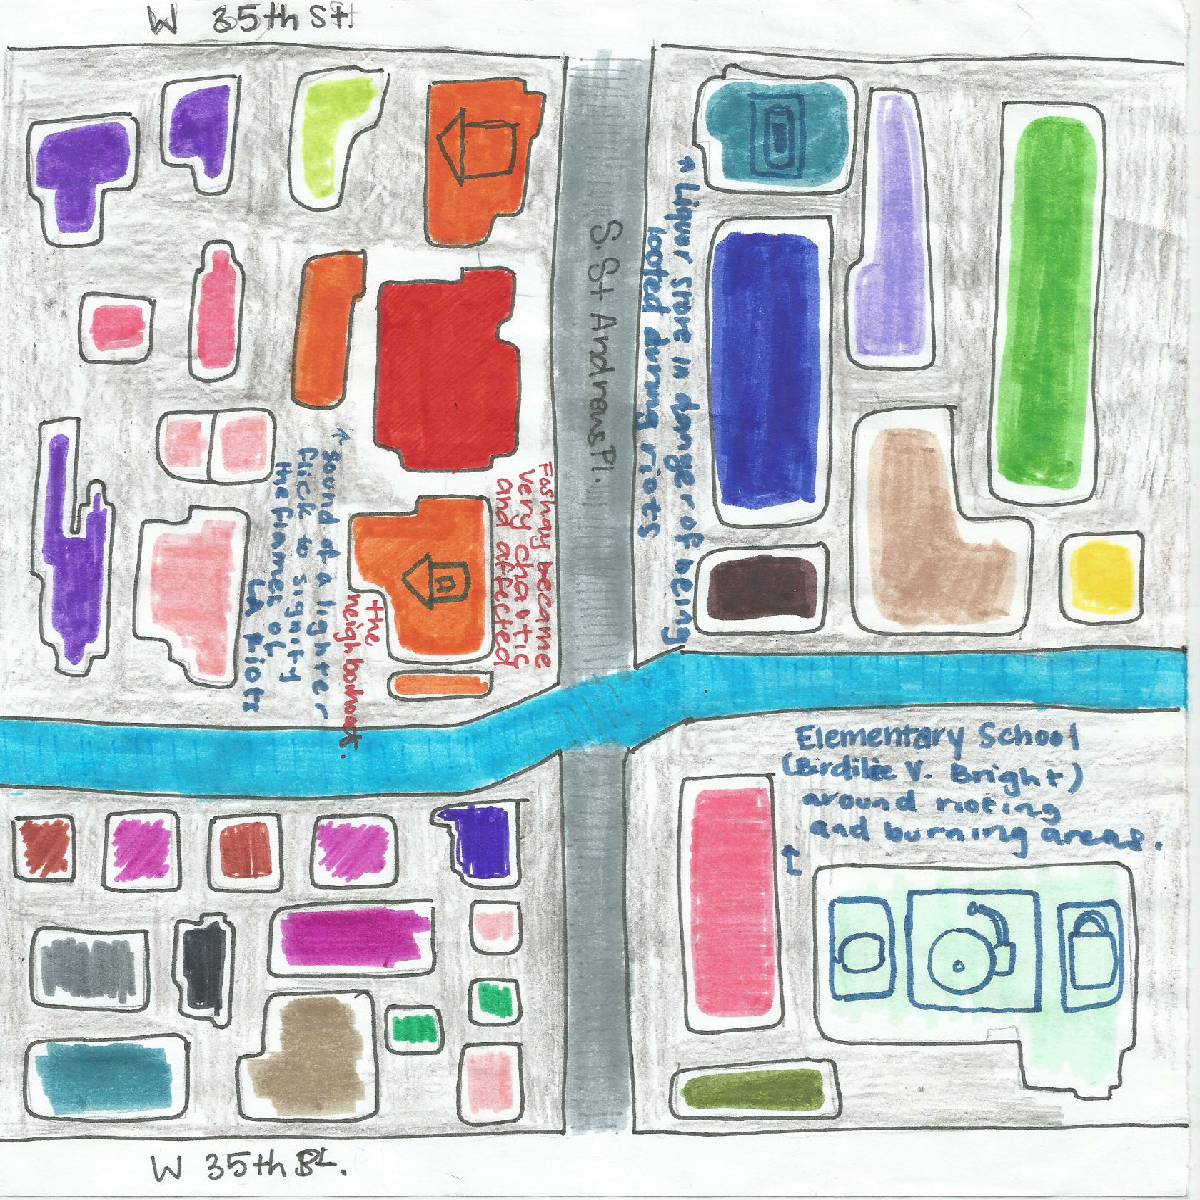 W 35th St
S. St Andrews Pl.
↑ Liquor Store in danger of being
looted during riots
↑ Sound of a lighter
flick to signify
the flames of
LA Riots
Foshay became
very chaotic
and affected
the
neighborhood.
Elementary School
(Birdilee V. Bright)
around rioting
and burning areas.
W 35th Pl.